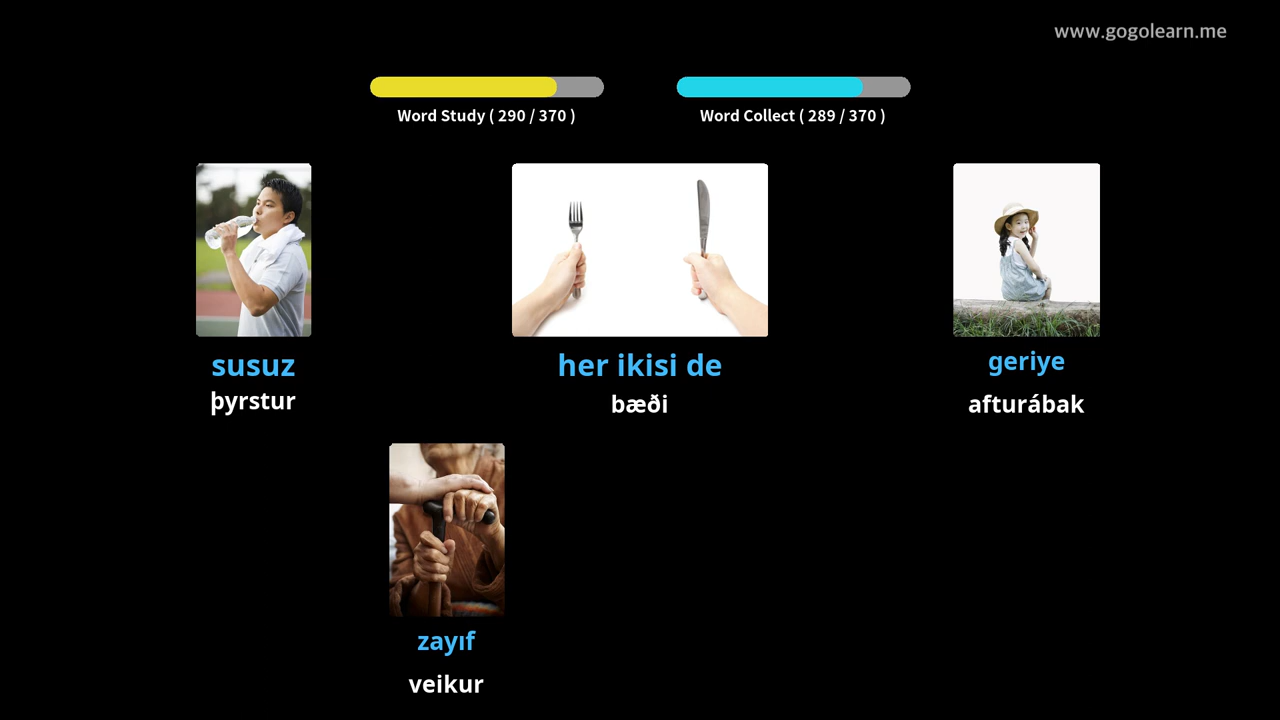 www.gogolearn.me
Word Study ( 290 / 370 )
Word Collect ( 289 / 370 )
susuz
þyrstur
her ikisi de
bæði
geriye
afturábak
zayıf
veikur